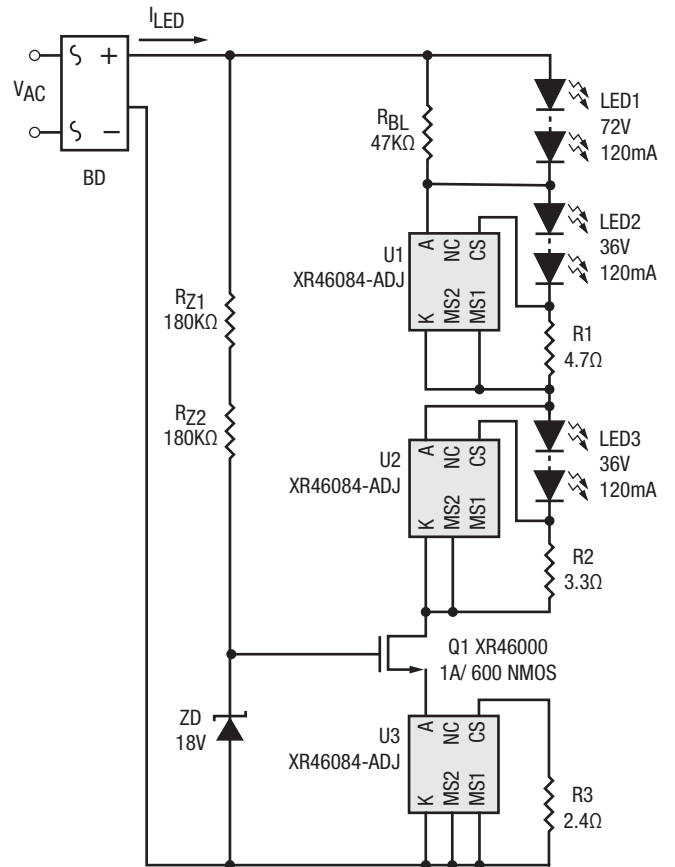 ILED
+
VAC
−
BD
RBL
47KΩ
LED1
72V
120mA
A
NC
CS
U1
XR46084-ADJ
K
MS2
MS1
LED2
36V
120mA
R1
4.7Ω
RZ1
180KΩ
RZ2
180KΩ
A
NC
CS
U2
XR46084-ADJ
K
MS2
MS1
LED3
36V
120mA
R2
3.3Ω
Q1 XR46000
1A/ 600 NMOS
ZD
18V
A
NC
CS
U3
XR46084-ADJ
K
MS2
MS1
R3
2.4Ω